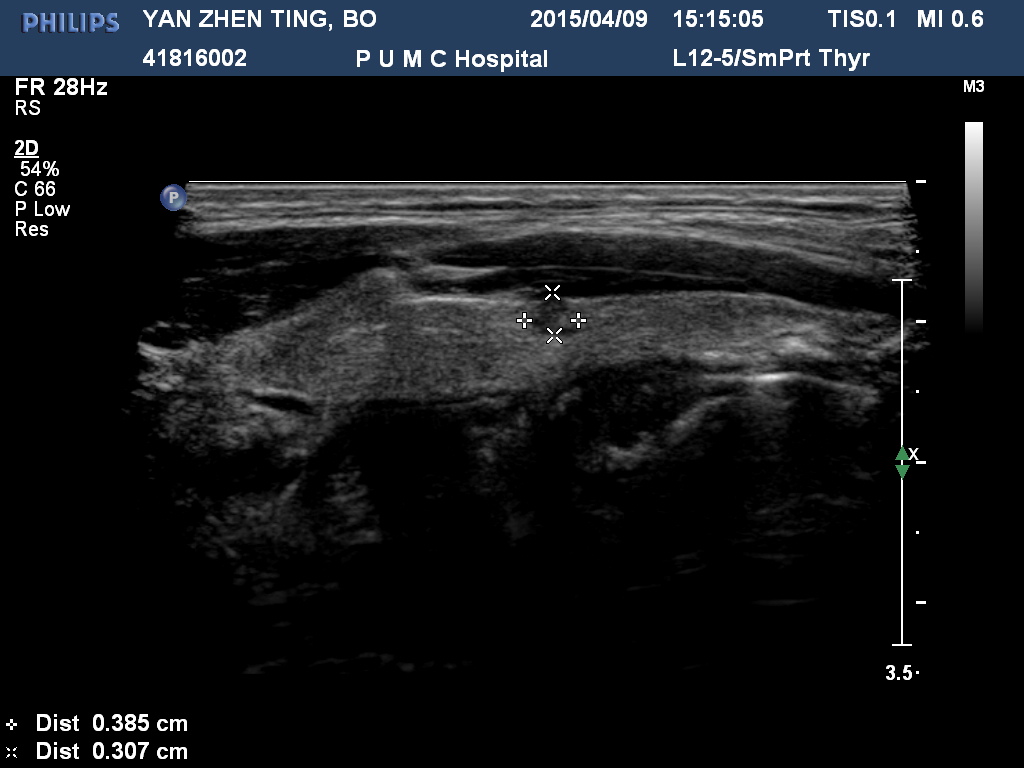 PHILIPS
YAN ZHEN TING, BO 2015/04/09 15:15:05 TIS0.1 MI 0.6
41816002 P U M C Hospital L12-5/SmPrt Thyr
FR 28Hz
RS
M3
2D
54%
C 66
P Low
Res
P
X
3.5
Dist 0.385 cm
Dist 0.307 cm